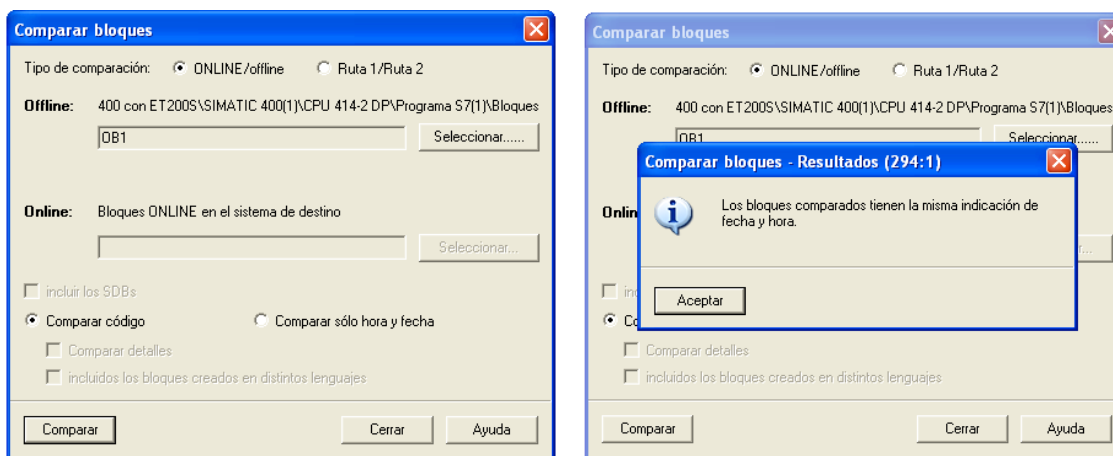 Comparar bloques
Tipo de comparación: ONLINE/offline Ruta 1/Ruta 2
Offline: 400 con ET200S\SIMATIC 400(1)\CPU 414-2 DP\Programa S7(1)\Bloques
OB1 Seleccionar......
Online: Bloques ONLINE en el sistema de destino
Seleccionar...
incluir los SDBs
Comparar código Comparar sólo hora y fecha
Comparar detalles
incluidos los bloques creados en distintos lenguajes
Comparar Cerrar Ayuda
Comparar bloques
Tipo de comparación: ONLINE/offline Ruta 1/Ruta 2
Offline: 400 con ET200S\SIMATIC 400(1)\CPU 414-2 DP\Programa S7(1)\Bloques
OB1 Seleccionar......
Comparar bloques - Resultados (294:1)
Los bloques comparados tienen la misma indicación de
fecha y hora.
Aceptar
Comparar detalles
incluidos los bloques creados en distintos lenguajes
Comparar Cerrar Ayuda